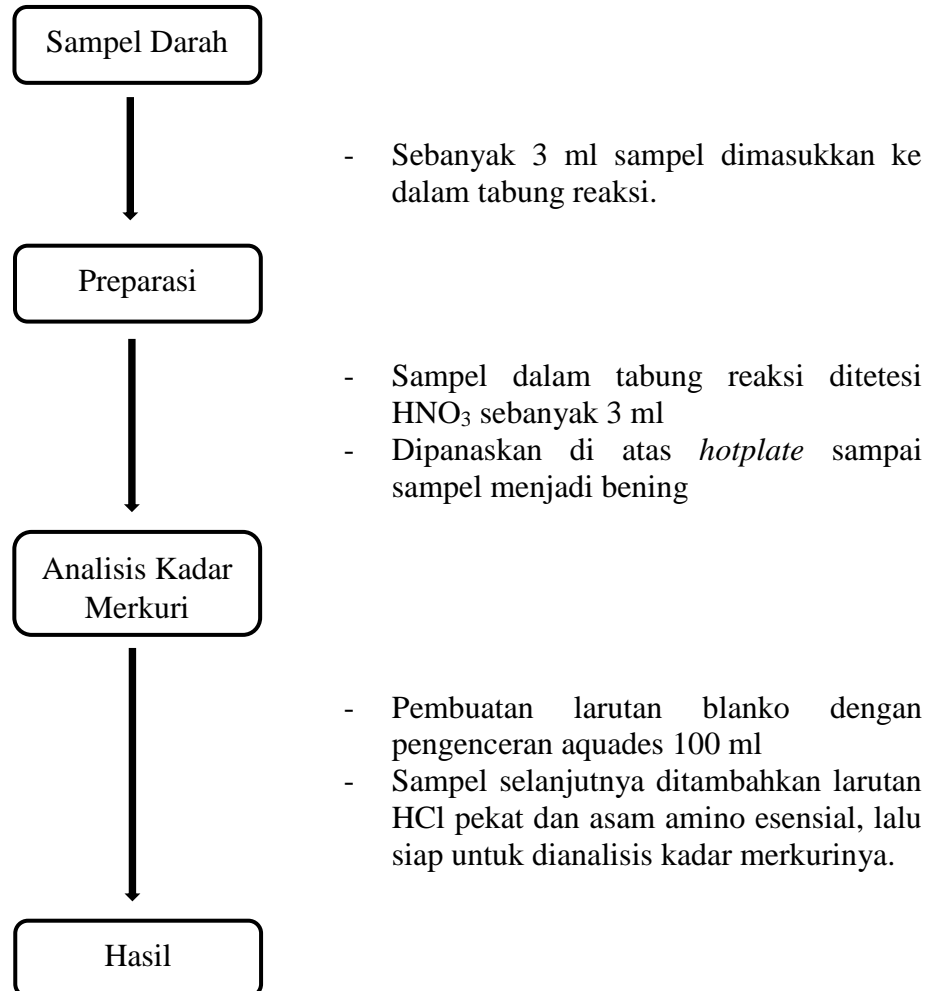 Sampel Darah
- Sebanyak 3 ml sampel dimasukkan ke
dalam tabung reaksi.
Preparasi
- Sampel dalam tabung reaksi ditetesi
HNO₃ sebanyak 3 ml
- Dipanaskan di atas hotplate sampai
sampel menjadi bening
Analisis Kadar
Merkuri
- Pembuatan larutan blanko dengan
pengenceran aquades 100 ml
- Sampel selanjutnya ditambahkan larutan
HCl pekat dan asam amino esensial, lalu
siap untuk dianalisis kadar merkurinya.
Hasil